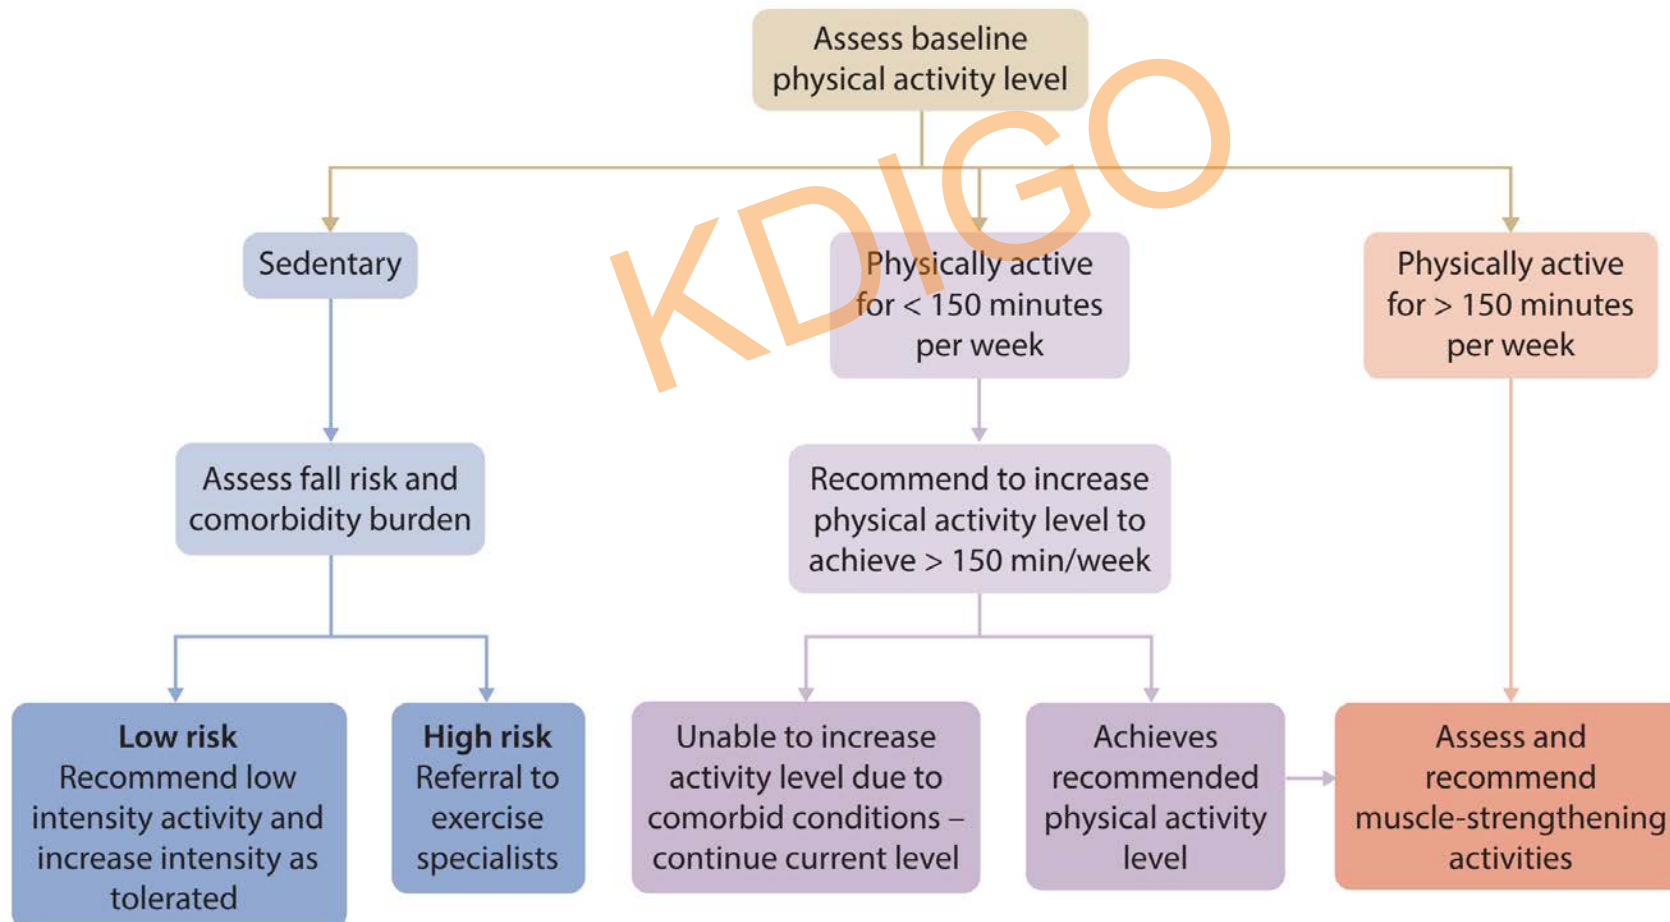 Assess baseline
physical activity level
KDIGO
Sedentary
Physically active
for < 150 minutes
per week
Physically active
for > 150 minutes
per week
Assess fall risk and
comorbidity burden
Recommend to increase
physical activity level to
achieve > 150 min/week
Low risk
Recommend low
intensity activity and
increase intensity as
tolerated
High risk
Referral to
exercise
specialists
Unable to increase
activity level due to
comorbid conditions –
continue current level
Achieves
recommended
physical activity
level
Assess and
recommend
muscle-strengthening
activities